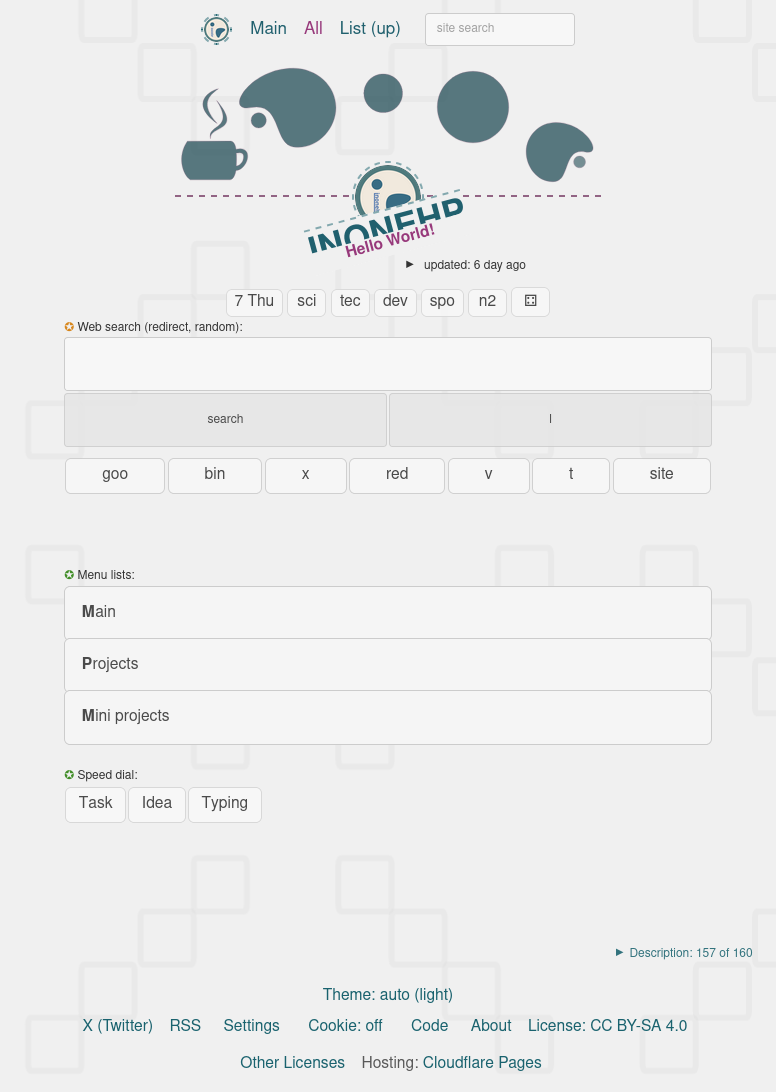 Main All List (up) site search
INONEHP
Hello World!
► updated: 6 day ago
7 Thu sci tec dev spo n2 ⚃
✪ Web search (redirect, random):
search l
goo bin x red v t site
✪ Menu lists:
Main
Projects
Mini projects
✪ Speed dial:
Task Idea Typing
► Description: 157 of 160
Theme: auto (light)
X (Twitter) RSS Settings Cookie: off Code About License: CC BY-SA 4.0
Other Licenses Hosting: Cloudflare Pages